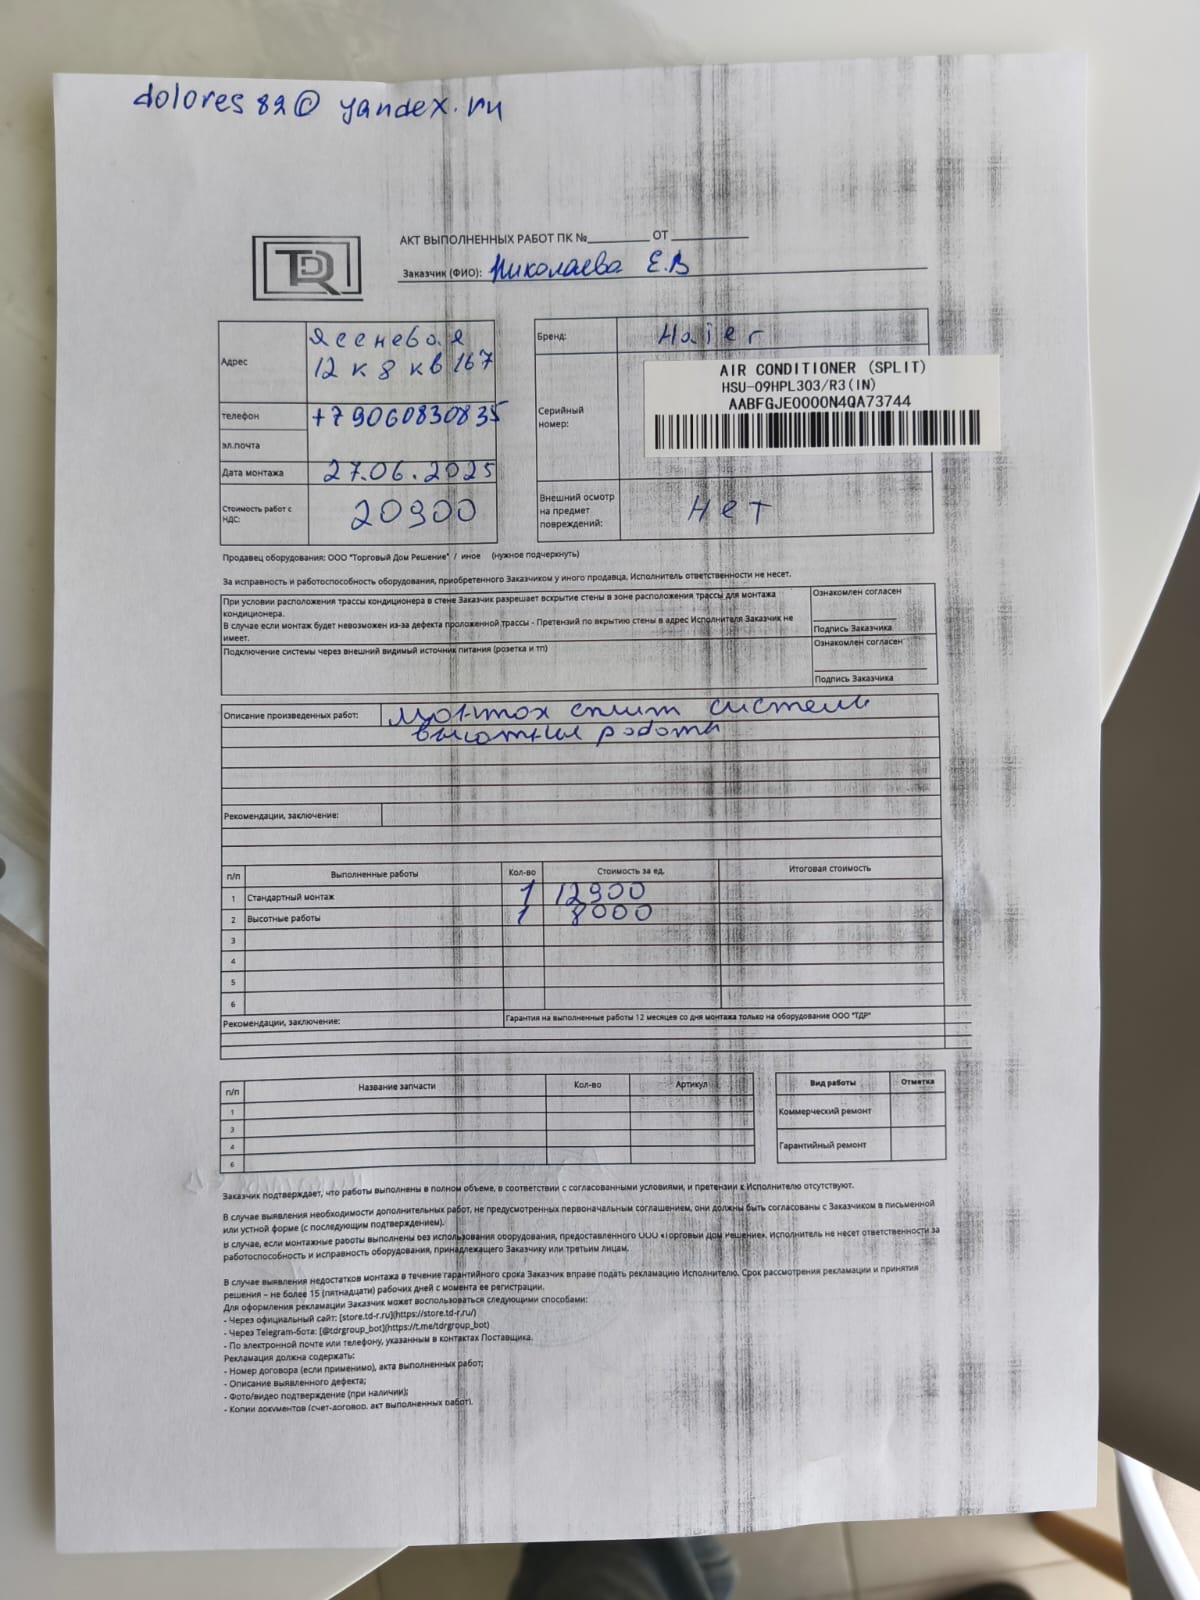 dolores82@yandex.ru
TDR
АКТ ВЫПОЛНЕННЫХ РАБОТ ПК №________ ОТ ________
Заказчик (ФИО): Николаева Е.В
Адрес
Ясеневая
12 к 8 кв 167
телефон +79060830835
эл.почта
Дата монтажа 27.06.2025
Стоимость работ с НДС: 20900
Бренд: Haier
Серийный номер:
AIR CONDITIONER (SPLIT)
HSU-09HPL303/R3(IN)
AABFGJE0000N4QA73744
Внешний осмотр
на предмет
повреждений:
Нет
Продавец оборудования: ООО "Торговый Дом Решение" / иное (нужное подчеркнуть)
За исправность и работоспособность оборудования, приобретенного Заказчиком у иного продавца, Исполнитель ответственности не несет.
При условии расположения трассы кондиционера в стене Заказчик разрешает вскрытие стены в зоне расположения трассы для монтажа
кондиционера.
В случае если монтаж будет невозможен из-за дефекта проложенной трассы - Претензий по вкрытию стены в адрес Исполнителя Заказчик не
имеет.
Ознакомлен согласен
Подпись Заказчика
Подключение системы через внешний видимый источник питания (розетка и тп)
Ознакомлен согласен
Подпись Заказчика
Описание произведенных работ: монтаж сплит системы
высотные работы
Рекомендации, заключение:
п/п Выполненные работы Кол-во Стоимость за ед. Итоговая стоимость
1 Стандартный монтаж 1 12900
2 Высотные работы 1 8000
3
4
5
6
Рекомендации, заключение: Гарантия на выполненные работы 12 месяцев со дня монтажа только на оборудование ООО "ТДР"
п/п Название запчасти Кол-во Артикул
1
3
4
6
Вид работы Отметка
Коммерческий ремонт
Гарантийный ремонт
Заказчик подтверждает, что работы выполнены в полном объеме, в соответствии с согласованными условиями, и претензии к Исполнителю отсутствуют.
В случае выявления необходимости дополнительных работ, не предусмотренных первоначальным соглашением, они должны быть согласованы с Заказчиком в письменной
или устной форме (с последующим подтверждением).
В случае, если монтажные работы выполнены без использования оборудования, предоставленного ООО «Торговый Дом Решение», Исполнитель не несет ответственности за
работоспособность и исправность оборудования, принадлежащего Заказчику или третьим лицам.
В случае выявления недостатков монтажа в течение гарантийного срока Заказчик вправе подать рекламацию Исполнителю. Срок рассмотрения рекламации и принятия
решения – не более 15 (пятнадцати) рабочих дней с момента ее регистрации.
Для оформления рекламации Заказчик может воспользоваться следующими способами:
- Через официальный сайт: [store.td-r.ru](https://store.td-r.ru/)
- Через Telegram-бота: [@tdrgroup_bot](https://t.me/tdrgroup_bot)
- По электронной почте или телефону, указанным в контактах Поставщика.
Рекламация должна содержать:
- Номер договора (если применимо), акта выполненных работ;
- Описание выявленного дефекта;
- Фото/видео подтверждение (при наличии);
- Копии документов (счет-договор, акт выполненных работ).